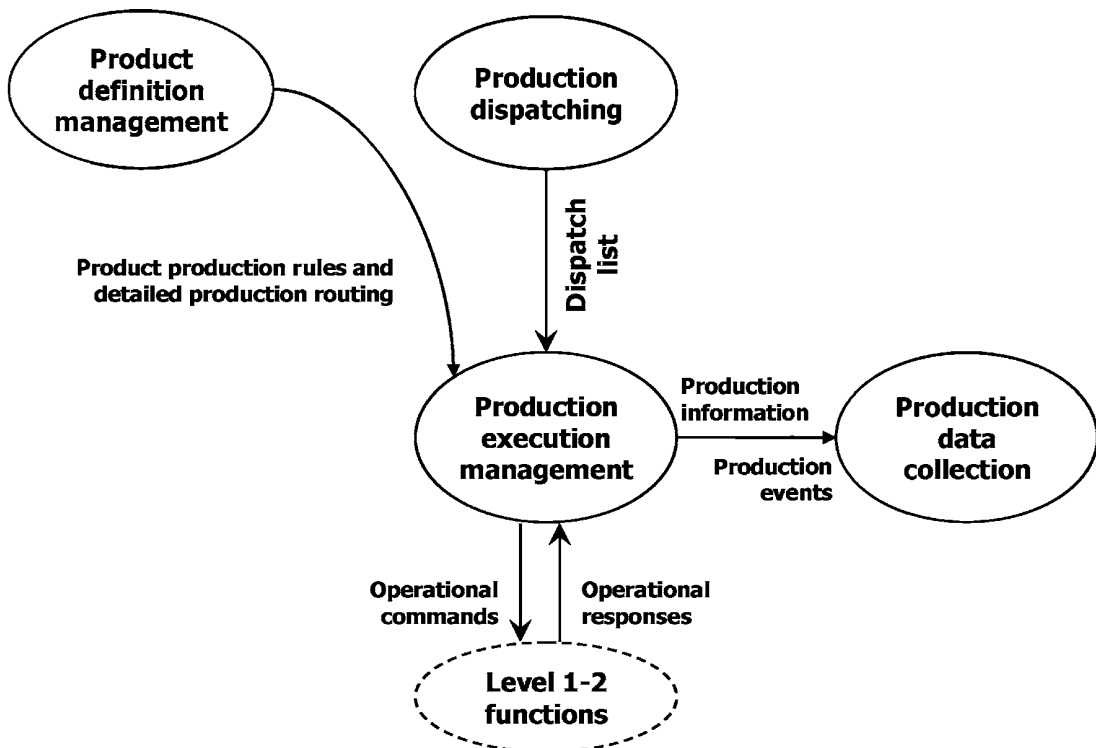 Product
definition
management
Production
dispatching
Dispatch
list
Product production rules and
detailed production routing
Production
execution
management
Production
information
Production
events
Production
data
collection
Operational
commands
Operational
responses
Level 1-2
functions